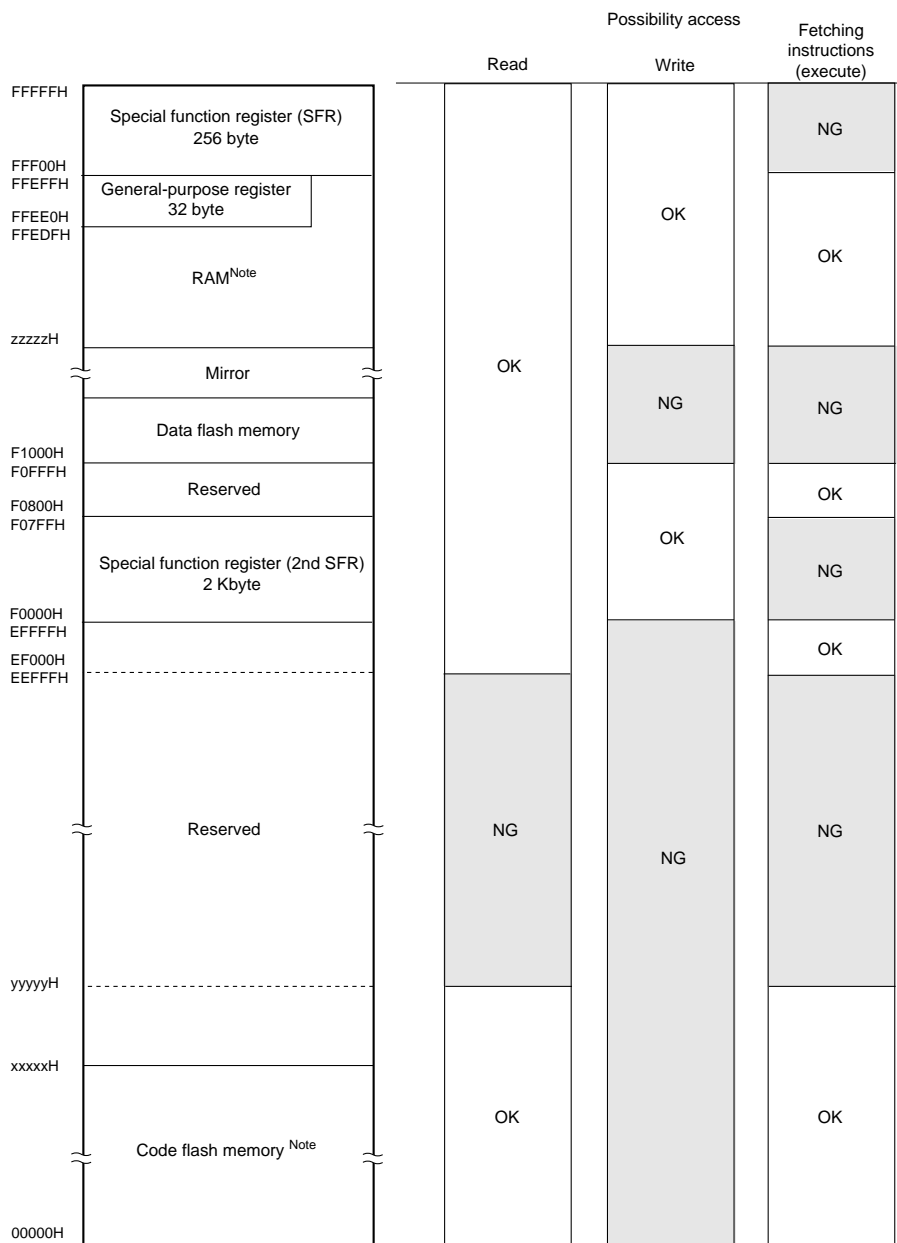 Possibility access
Read
Write
Fetching
instructions
(execute)
FFFFFH
Special function register (SFR)
256 byte
NG
FFF00H
FFEFFH
General-purpose register
32 byte
OK
FFEE0H
FFEDFH
OK
RAM Note
zzzzzH
Mirror
OK
NG
NG
Data flash memory
F1000H
F0FFFH
Reserved
OK
F0800H
F07FFH
OK
Special function register (2nd SFR)
2 Kbyte
NG
F0000H
EFFFFH
OK
EF000H
EEFFFH
Reserved
NG
NG
NG
yyyyyH
xxxxxH
OK
OK
Code flash memory Note
00000H